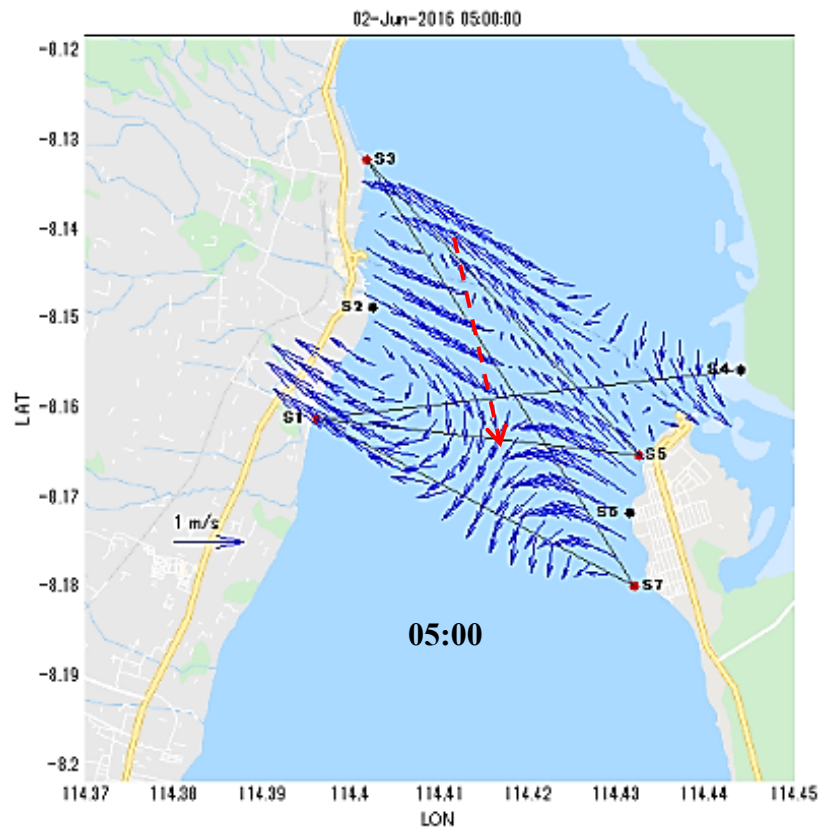 02-Jun-2016 05:00:00
LAT
-8.12
-8.13
-8.14
-8.15
-8.16
-8.17
-8.18
-8.19
-8.2
S3
S2
S4
S1
S5
S6
S7
1 m/s
05:00
114.37 114.38 114.39 114.4 114.41 114.42 114.43 114.44 114.45
LON